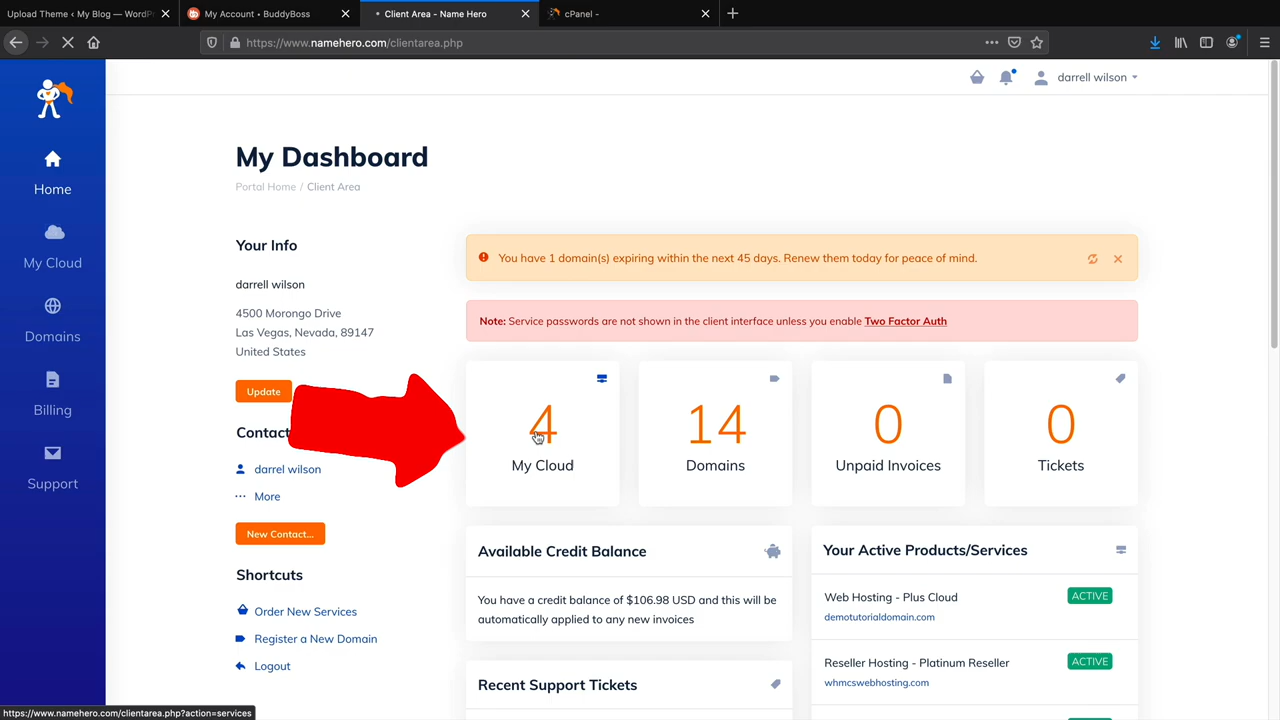 Upload Theme ‹ My Blog — WordP
My Account • BuddyBoss
Client Area - Name Hero
cPanel -
https://www.namehero.com/clientarea.php
darrell wilson
Home
My Cloud
Domains
Billing
Support
My Dashboard
Portal Home / Client Area
Your Info
darrell wilson
4500 Morongo Drive
Las Vegas, Nevada, 89147
United States
Update
Contact
darrel wilson
More
New Contact...
Shortcuts
Order New Services
Register a New Domain
Logout
You have 1 domain(s) expiring within the next 45 days. Renew them today for peace of mind.
Note: Service passwords are not shown in the client interface unless you enable Two Factor Auth
4
My Cloud
14
Domains
0
Unpaid Invoices
0
Tickets
Available Credit Balance
You have a credit balance of $106.98 USD and this will be
automatically applied to any new invoices
Recent Support Tickets
Your Active Products/Services
Web Hosting - Plus Cloud
ACTIVE
demotutorialdomain.com
Reseller Hosting - Platinum Reseller
ACTIVE
whmcswebhosting.com
https://www.namehero.com/clientarea.php?action=services